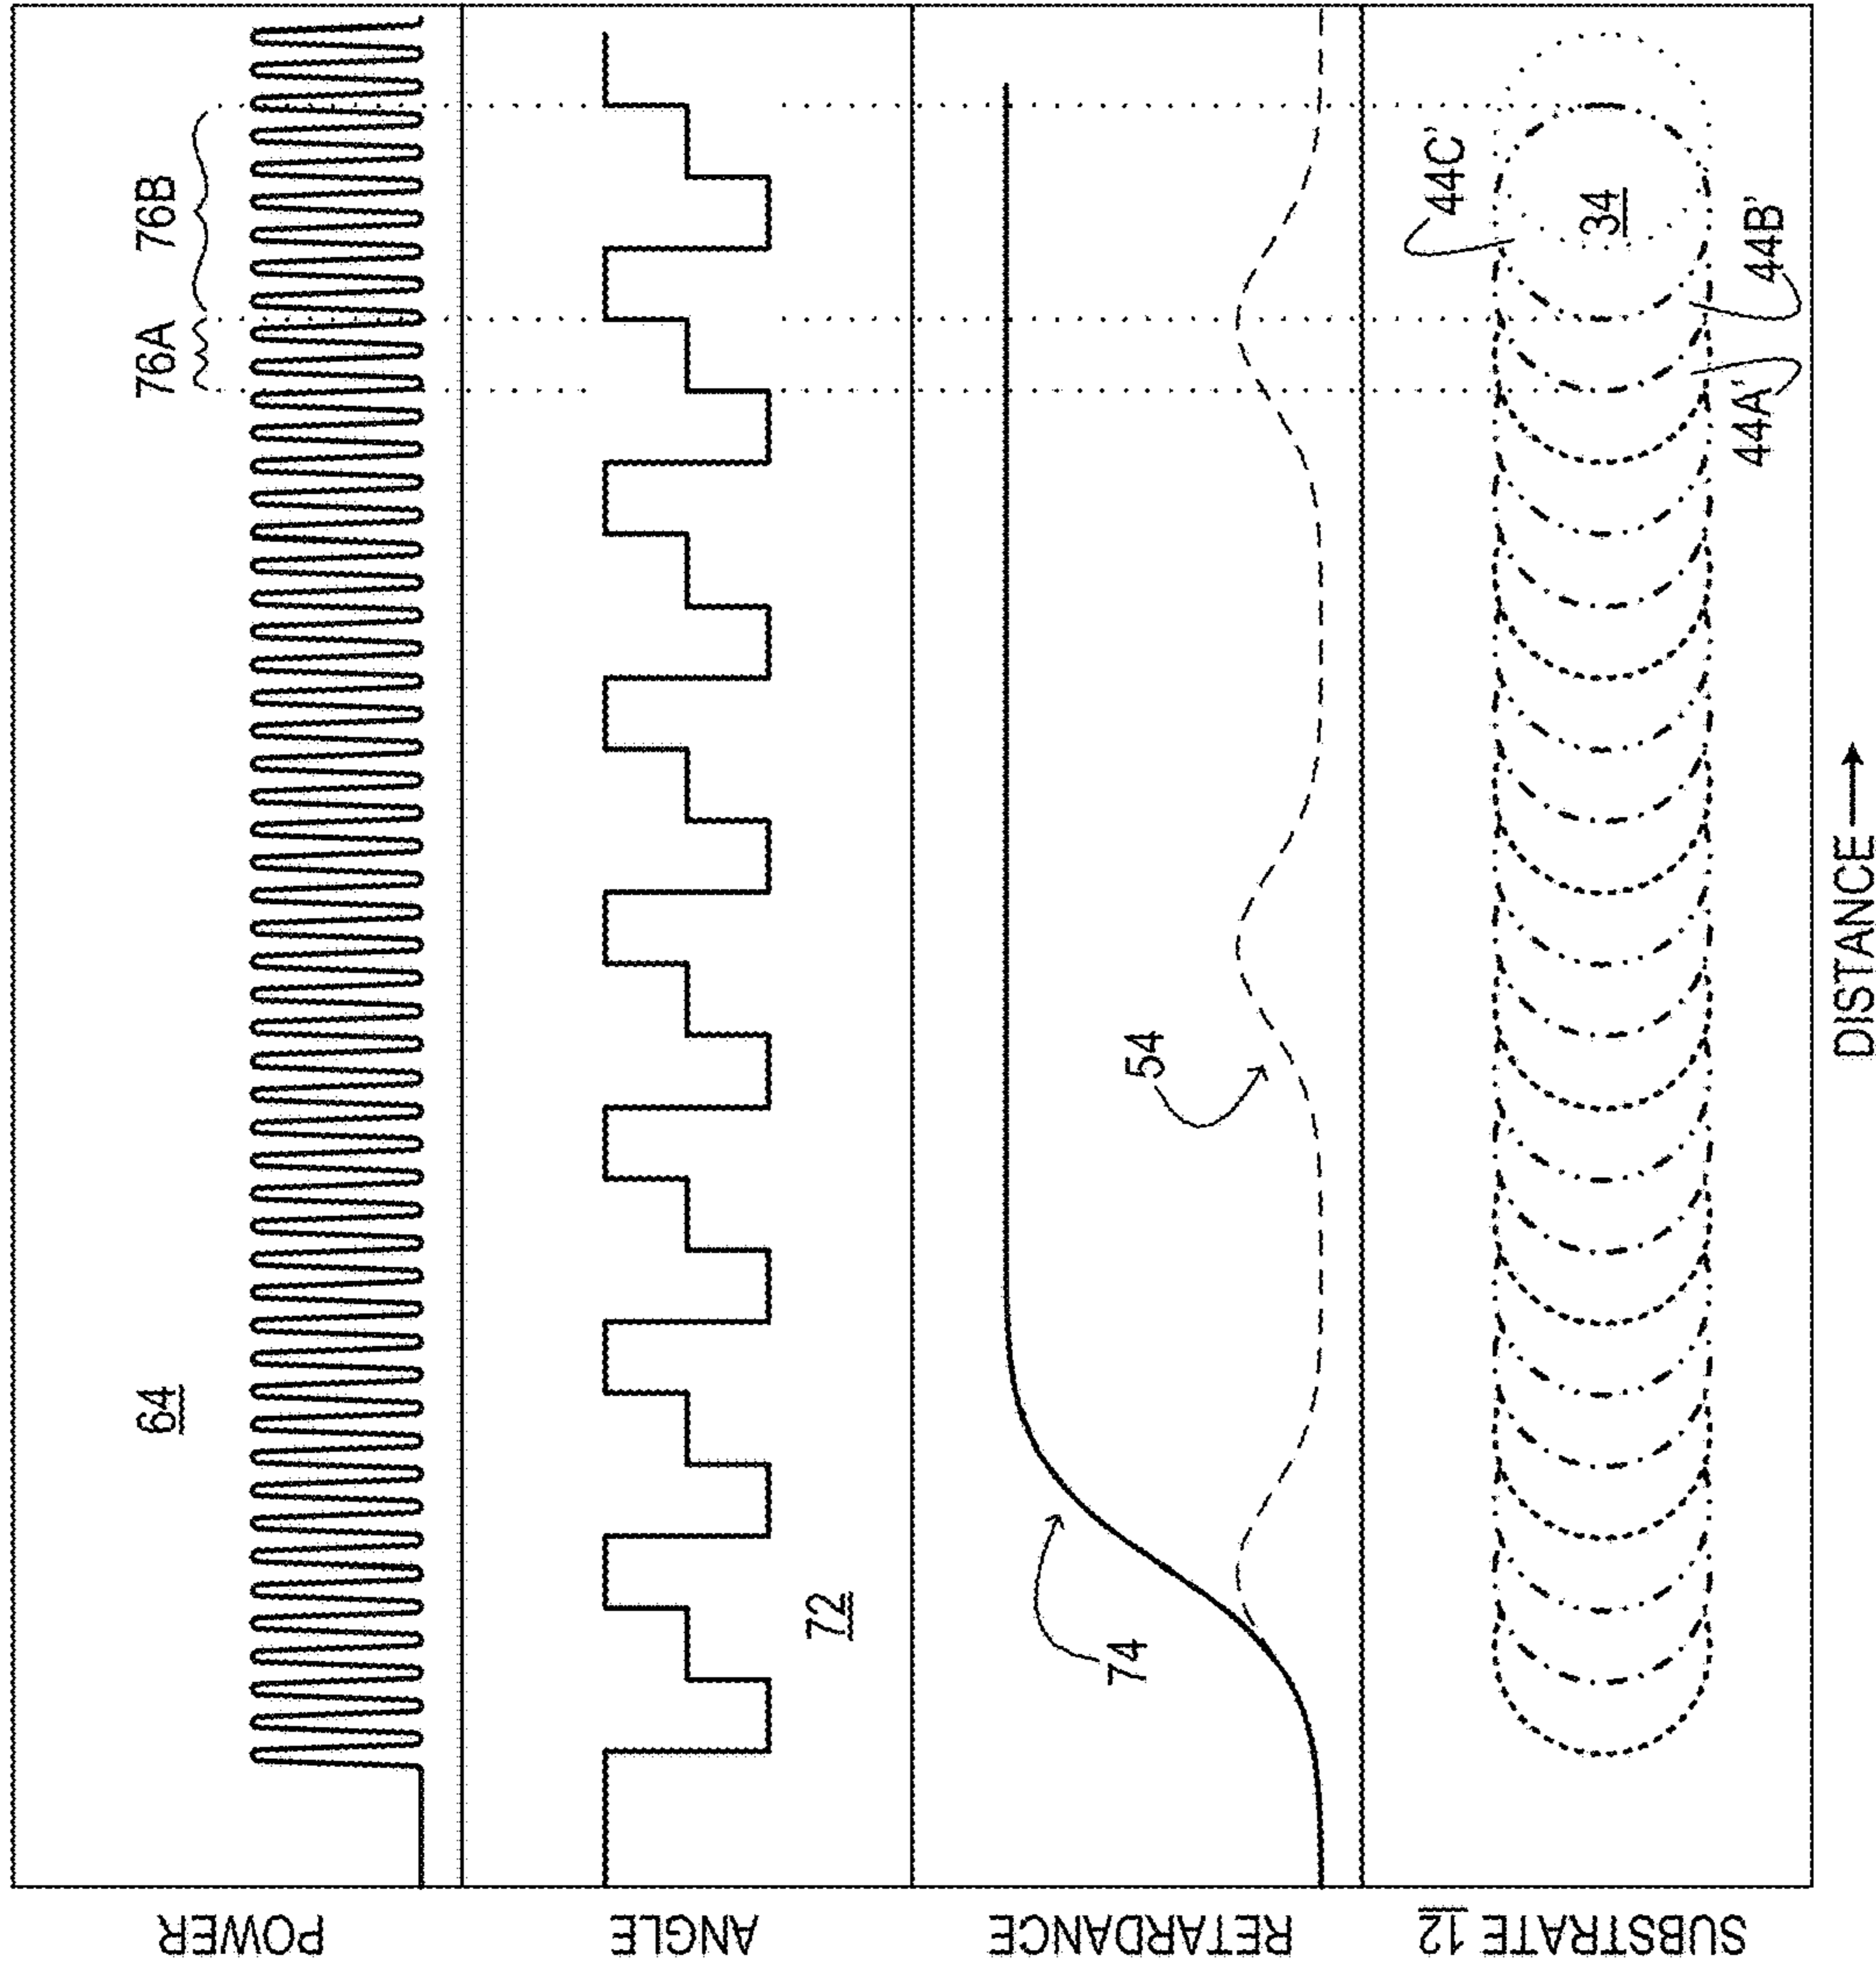 POWER
64
76A
76B
ANGLE
72
RETARDANCE
74
54
SUBSTRATE 12
44A'
44B'
44C'
34
DISTANCE